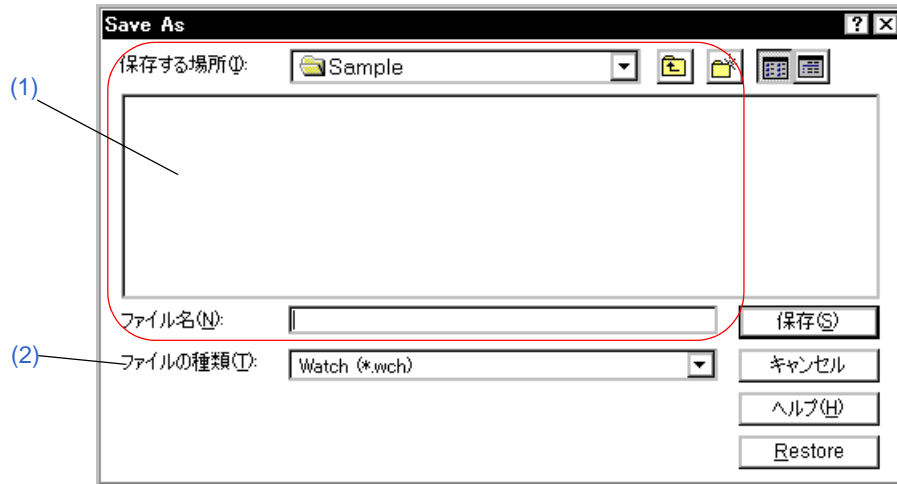 Save As
保存する場所(I): Sample
(1)
ファイル名(N): 保存(S)
(2) ファイルの種類(T): Watch (*.wch) キャンセル
ヘルプ(H)
Restore